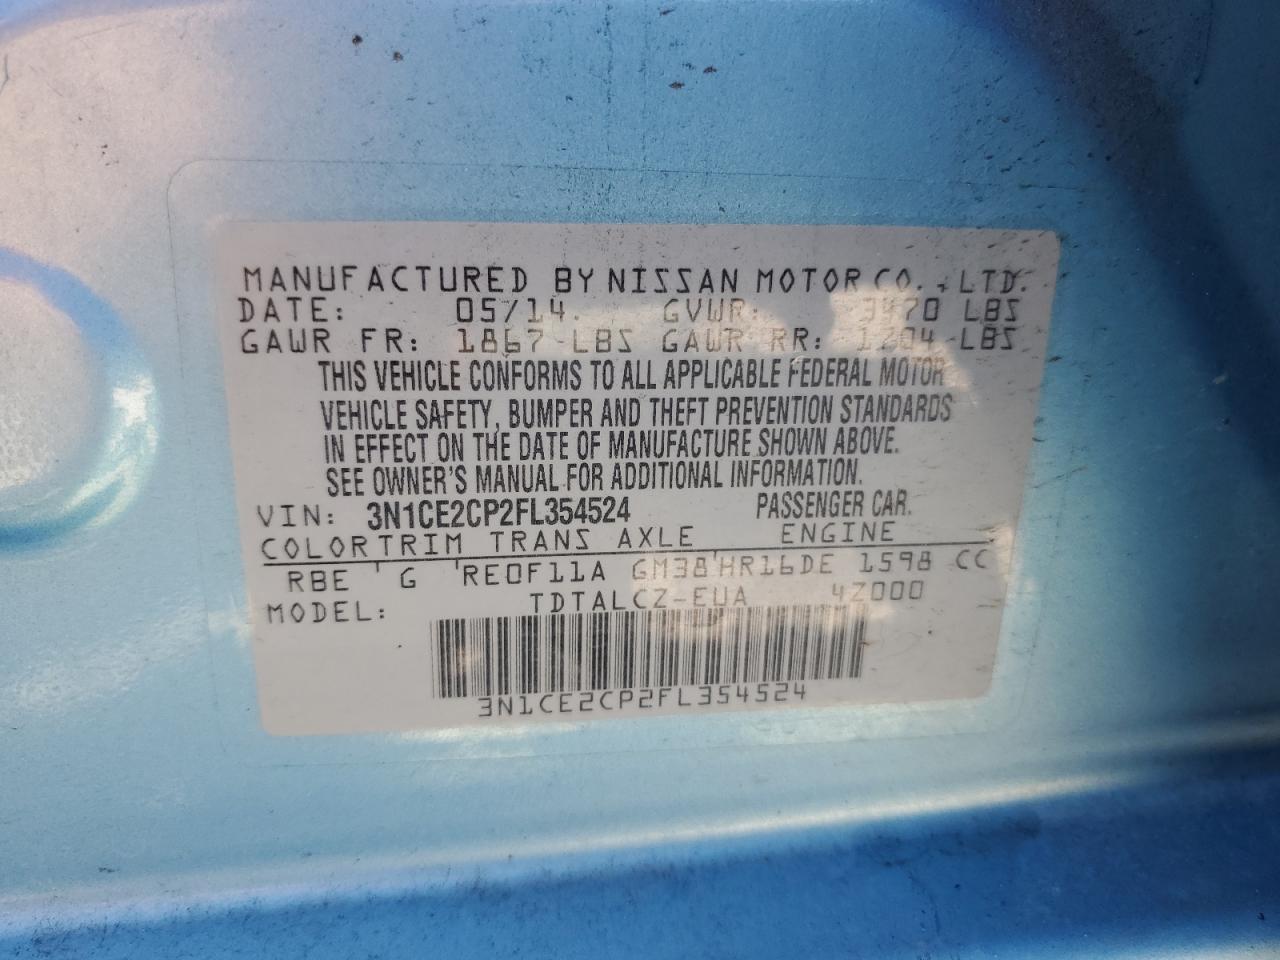 MANUFACTURED BY NISSAN MOTOR CO., LTD.
DATE: 05/14. GVWR: 3470 LBS
GAWR FR: 1867 LBS GAWR RR: 1704 LBS
THIS VEHICLE CONFORMS TO ALL APPLICABLE FEDERAL MOTOR
VEHICLE SAFETY, BUMPER AND THEFT PREVENTION STANDARDS
IN EFFECT ON THE DATE OF MANUFACTURE SHOWN ABOVE.
SEE OWNER'S MANUAL FOR ADDITIONAL INFORMATION.
VIN: 3N1CE2CP2FL354524 PASSENGER CAR.
COLOR TRIM TRANS AXLE ENGINE
RBE G RE0F11A GM38 HR16DE 1598 CC
MODEL: TDTALCZ-EUA 4Z000
3N1CE2CP2FL354524